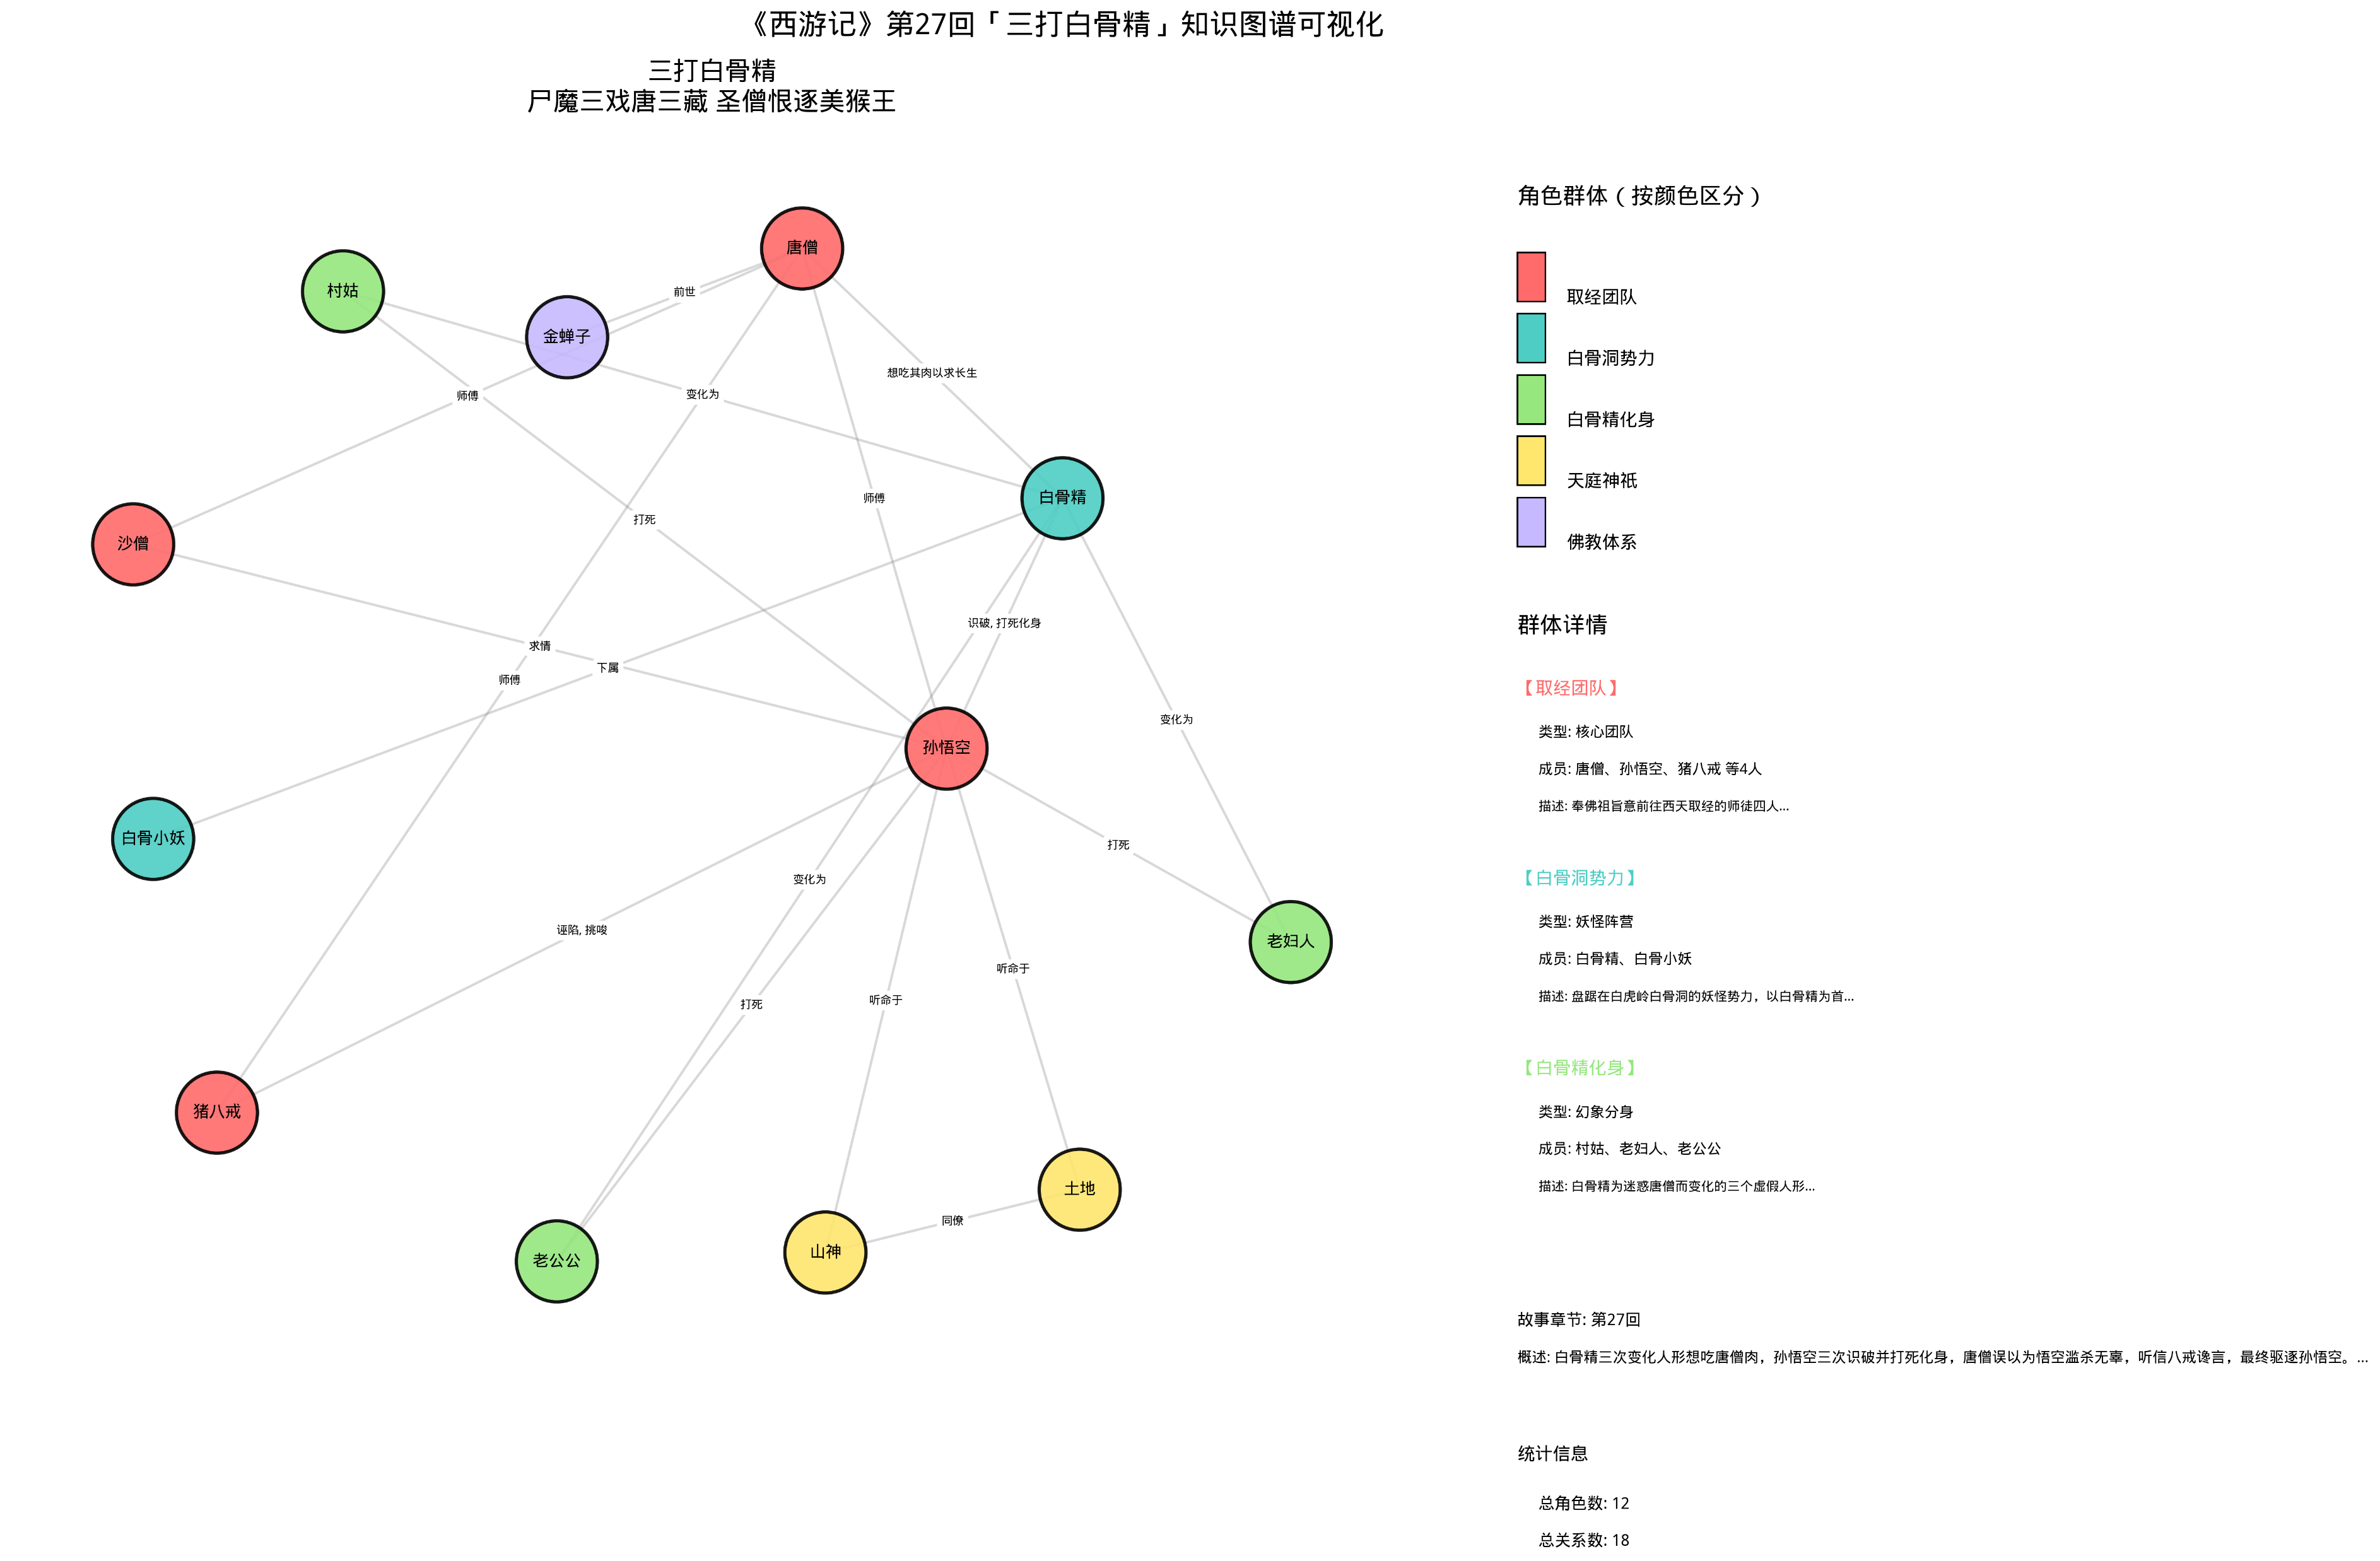 《西游记》第27回「三打白骨精」知识图谱可视化
三打白骨精
尸魔三戏唐三藏 圣僧恨逐美猴王
唐僧
村姑
前世
金蝉子
想吃其肉以求长生
变化为
师傅
白骨精
师傅
打死
沙僧
识破, 打死化身
求情
下属
师傅
变化为
孙悟空
白骨小妖
打死
变化为
诬陷, 挑唆
老妇人
听命于
听命于
打死
猪八戒
土地
同僚
山神
老公公
角色群体（按颜色区分）
取经团队
白骨洞势力
白骨精化身
天庭神祇
佛教体系
群体详情
【取经团队】
类型: 核心团队
成员: 唐僧、孙悟空、猪八戒 等4人
描述: 奉佛祖旨意前往西天取经的师徒四人...
【白骨洞势力】
类型: 妖怪阵营
成员: 白骨精、白骨小妖
描述: 盘踞在白虎岭白骨洞的妖怪势力，以白骨精为首...
【白骨精化身】
类型: 幻象分身
成员: 村姑、老妇人、老公公
描述: 白骨精为迷惑唐僧而变化的三个虚假人形...
故事章节: 第27回
概述: 白骨精三次变化人形想吃唐僧肉，孙悟空三次识破并打死化身，唐僧误以为悟空滥杀无辜，听信八戒谗言，最终驱逐孙悟空。...
统计信息
总角色数: 12
总关系数: 18